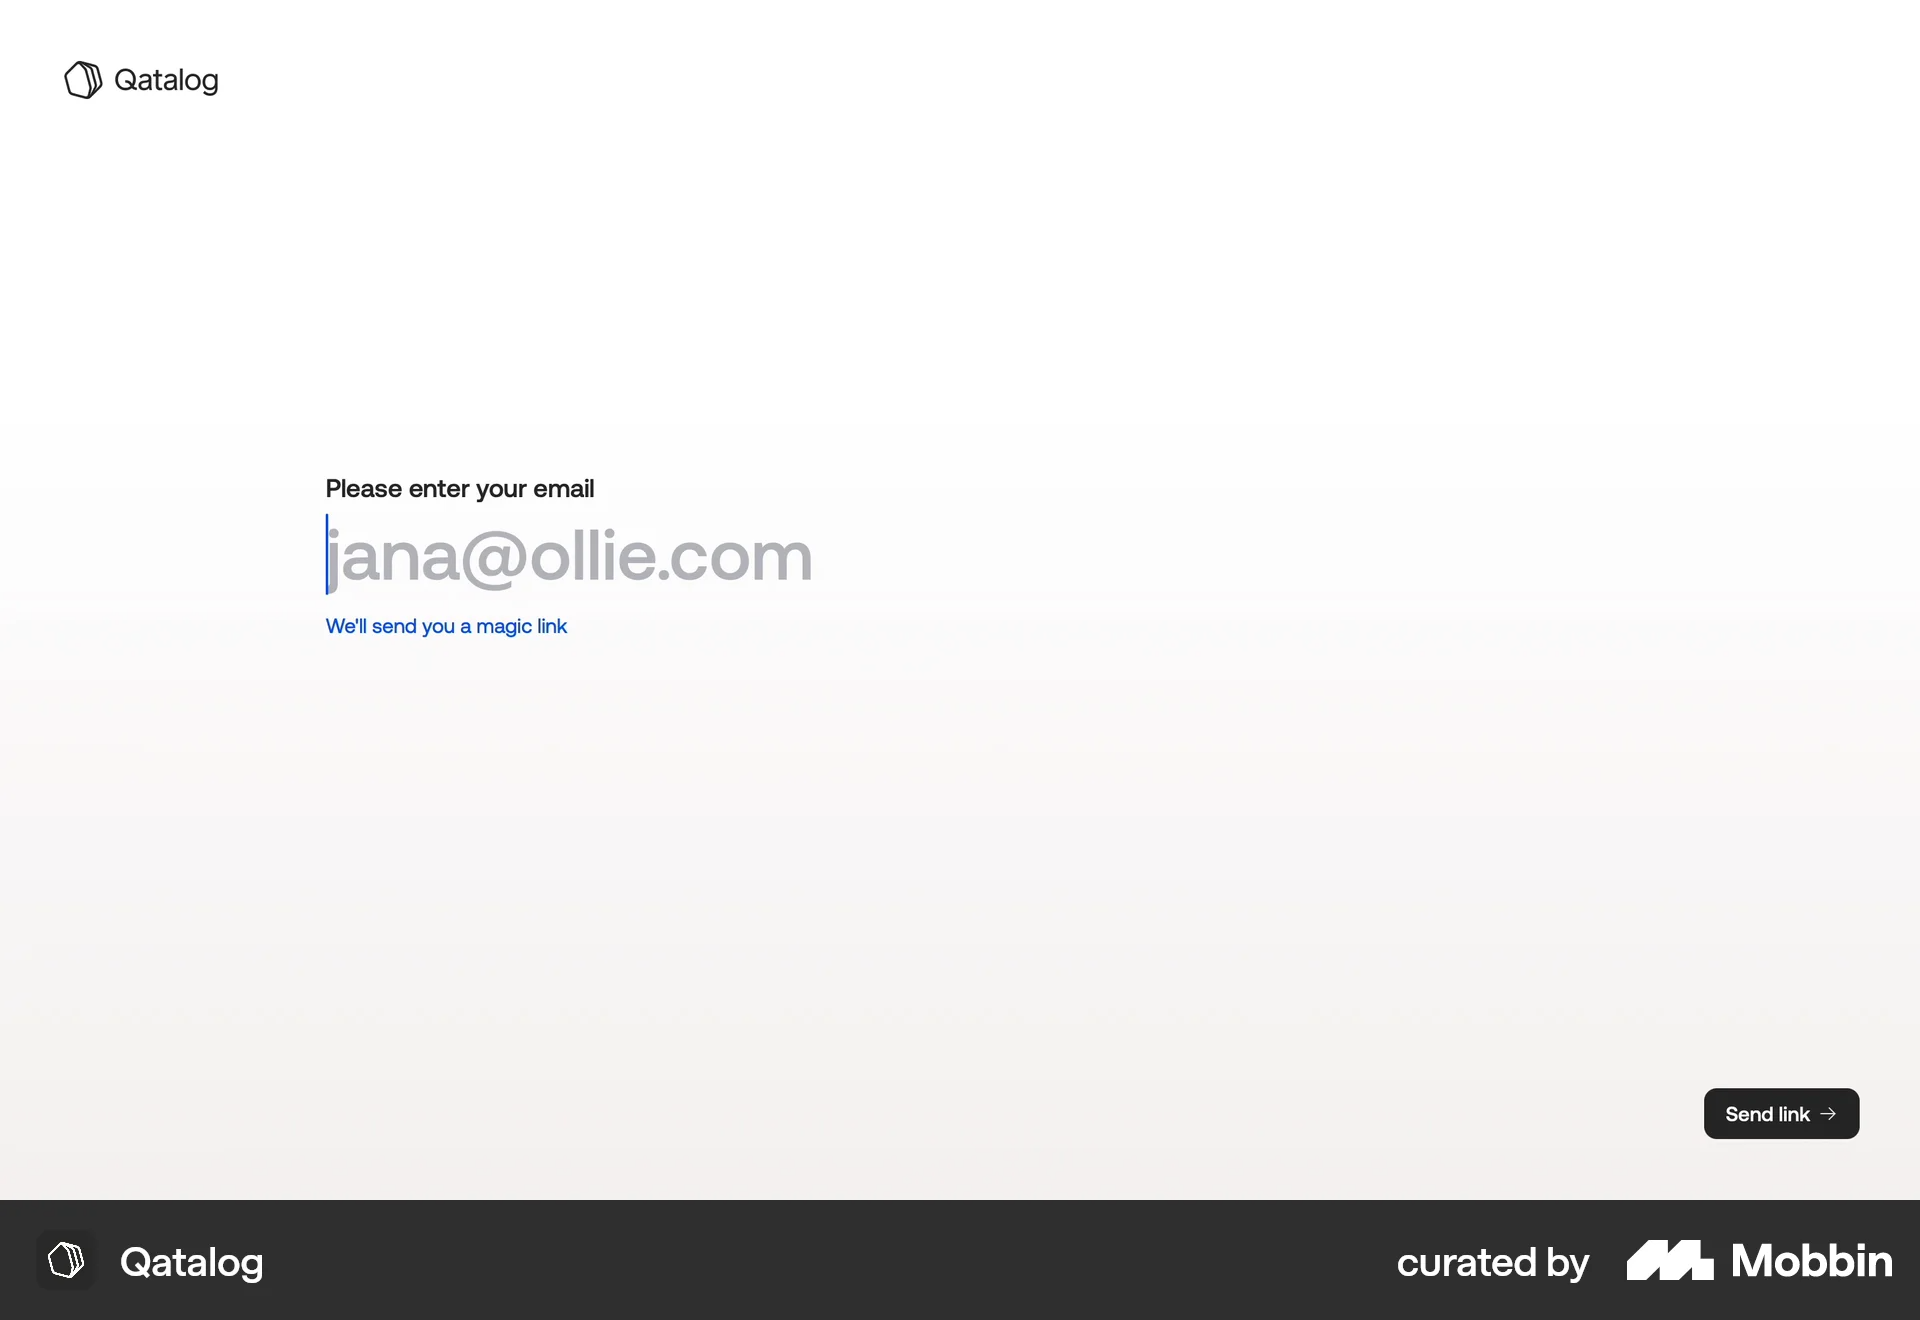 Qatalog
Please enter your email
jana@ollie.com
We'll send you a magic link
Send link →
Qatalog
curated by Mobbin